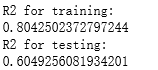 R2 for training:
0.8042502372797244
R2 for testing:
0.6049256081934201